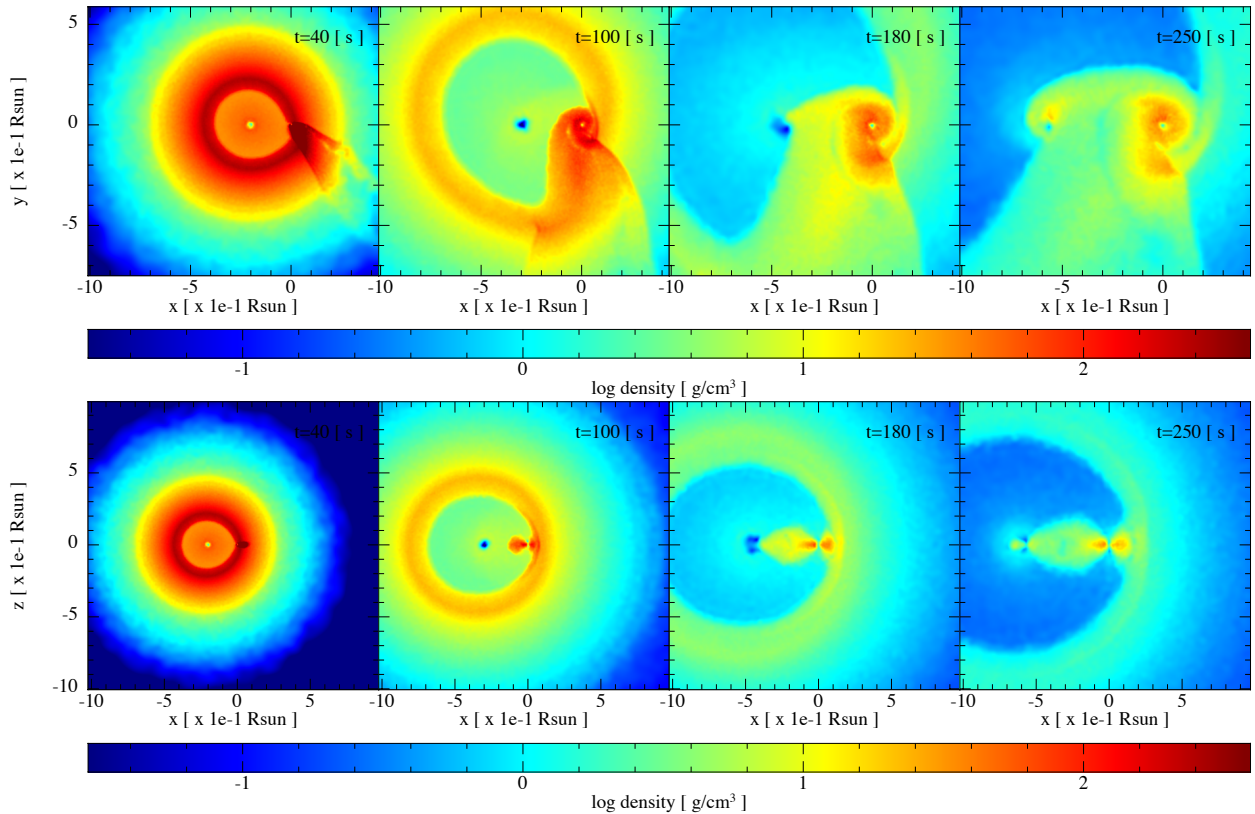 t=40 [ s ] t=100 [ s ] t=180 [ s ] t=250 [ s ]
5
0
-5
y [ x 1e-1 Rsun ]
-10 -5 0 -10 -5 0 -10 -5 0 -10 -5 0
x [ x 1e-1 Rsun ] x [ x 1e-1 Rsun ] x [ x 1e-1 Rsun ] x [ x 1e-1 Rsun ]
-1 0 1 2
log density [ g/cm³ ]
t=40 [ s ] t=100 [ s ] t=180 [ s ] t=250 [ s ]
5
0
-5
-10
z [ x 1e-1 Rsun ]
-10 -5 0 5 -10 -5 0 5 -10 -5 0 5 -10 -5 0 5
x [ x 1e-1 Rsun ] x [ x 1e-1 Rsun ] x [ x 1e-1 Rsun ] x [ x 1e-1 Rsun ]
-1 0 1 2
log density [ g/cm³ ]